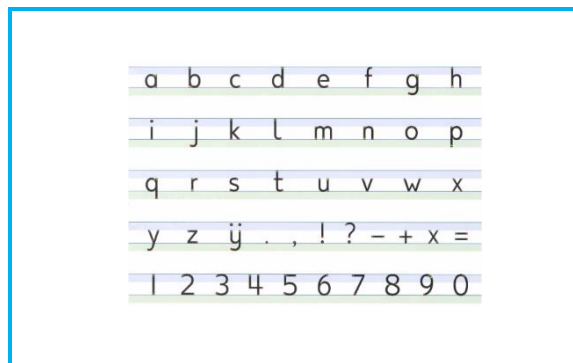 a b c d e f g h
i j k l m n o p
q r s t u v w x
y z ÿ . , ! ? – + x =
1 2 3 4 5 6 7 8 9 0